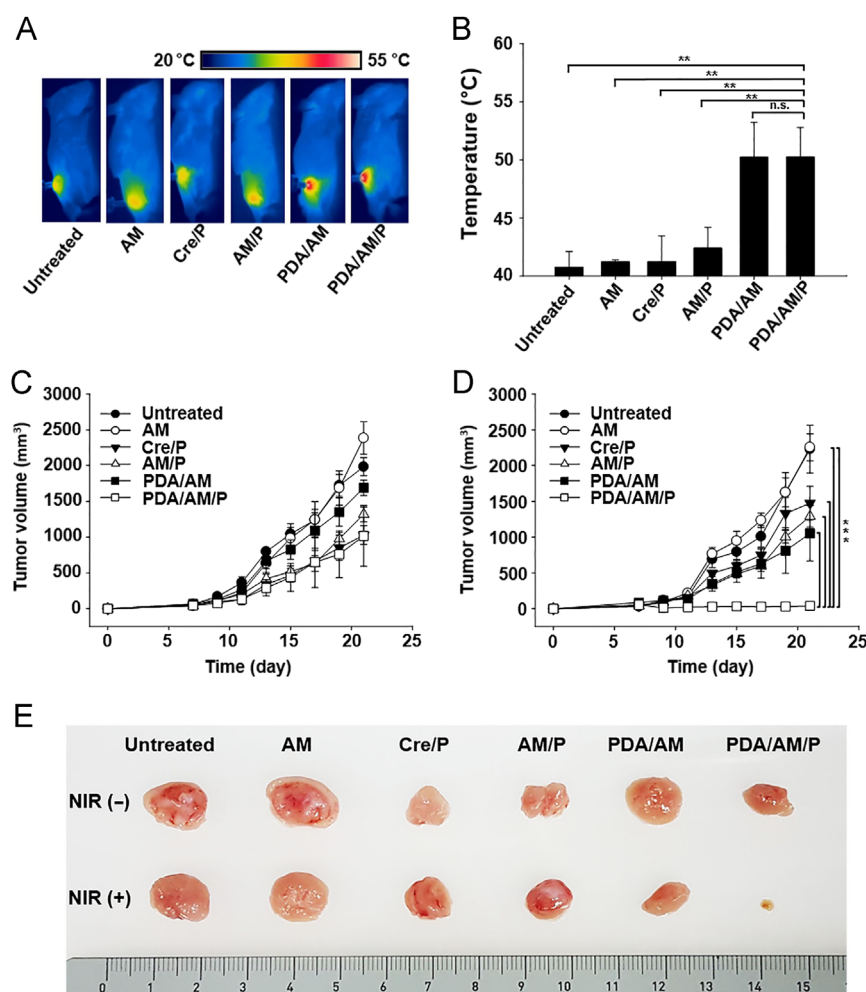 A
20 °C
55 °C
Untreated
AM
Cre/P
AM/P
PDA/AM
PDA/AM/P
B
Temperature (°C)
60
55
50
45
40
**
**
**
**
n.s.
Untreated
AM
Cre/P
AM/P
PDA/AM
PDA/AM/P
C
Tumor volume (mm³)
3000
2500
2000
1500
1000
500
0
Untreated
AM
Cre/P
AM/P
PDA/AM
PDA/AM/P
0 5 10 15 20 25
Time (day)
D
Tumor volume (mm³)
3000
2500
2000
1500
1000
500
0
Untreated
AM
Cre/P
AM/P
PDA/AM
PDA/AM/P
***
0 5 10 15 20 25
Time (day)
E
Untreated AM Cre/P AM/P PDA/AM PDA/AM/P
NIR (–)
NIR (+)
0 1 2 3 4 5 6 7 8 9 10 11 12 13 14 15